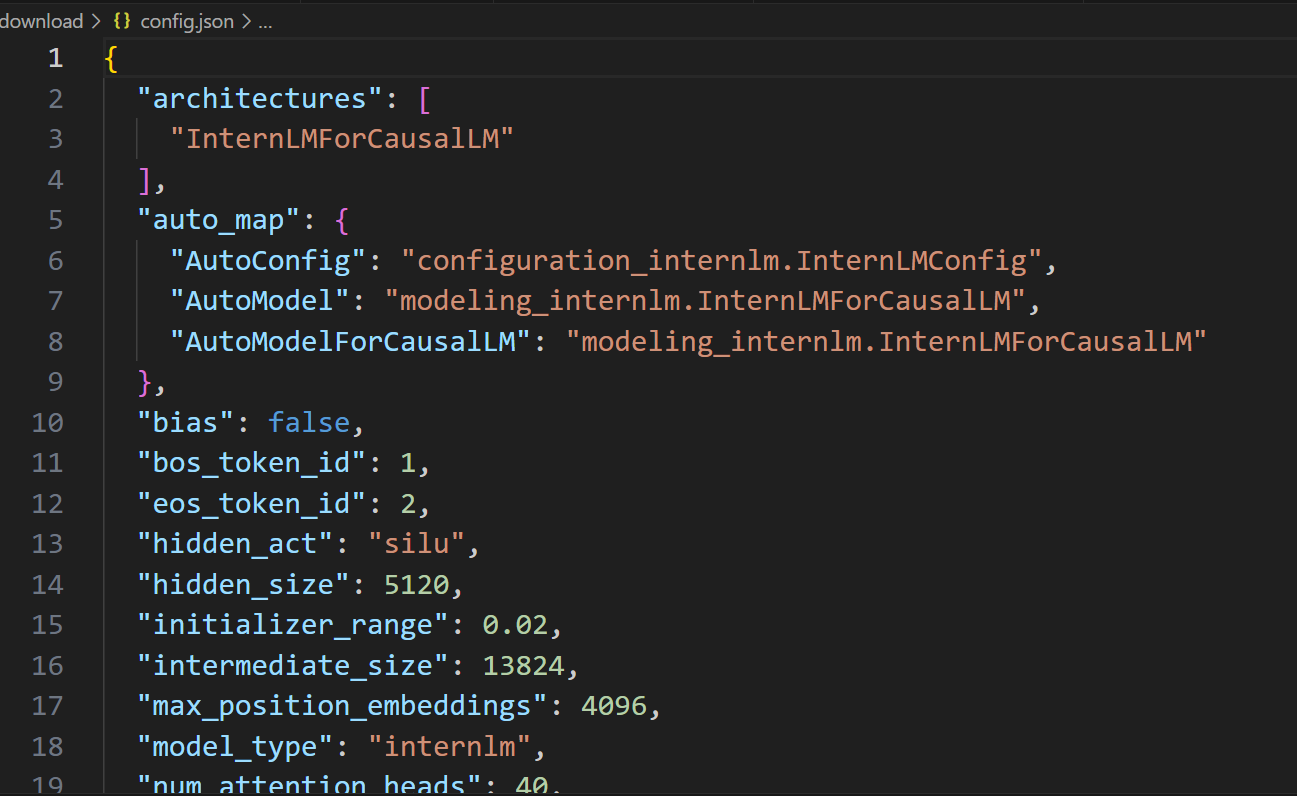 download > {} config.json > ...
1 {
2 "architectures": [
3 "InternLMForCausalLM"
4 ],
5 "auto_map": {
6 "AutoConfig": "configuration_internlm.InternLMConfig",
7 "AutoModel": "modeling_internlm.InternLMForCausalLM",
8 "AutoModelForCausalLM": "modeling_internlm.InternLMForCausalLM"
9 },
10 "bias": false,
11 "bos_token_id": 1,
12 "eos_token_id": 2,
13 "hidden_act": "silu",
14 "hidden_size": 5120,
15 "initializer_range": 0.02,
16 "intermediate_size": 13824,
17 "max_position_embeddings": 4096,
18 "model_type": "internlm",
19 "num_attention_heads": 40,